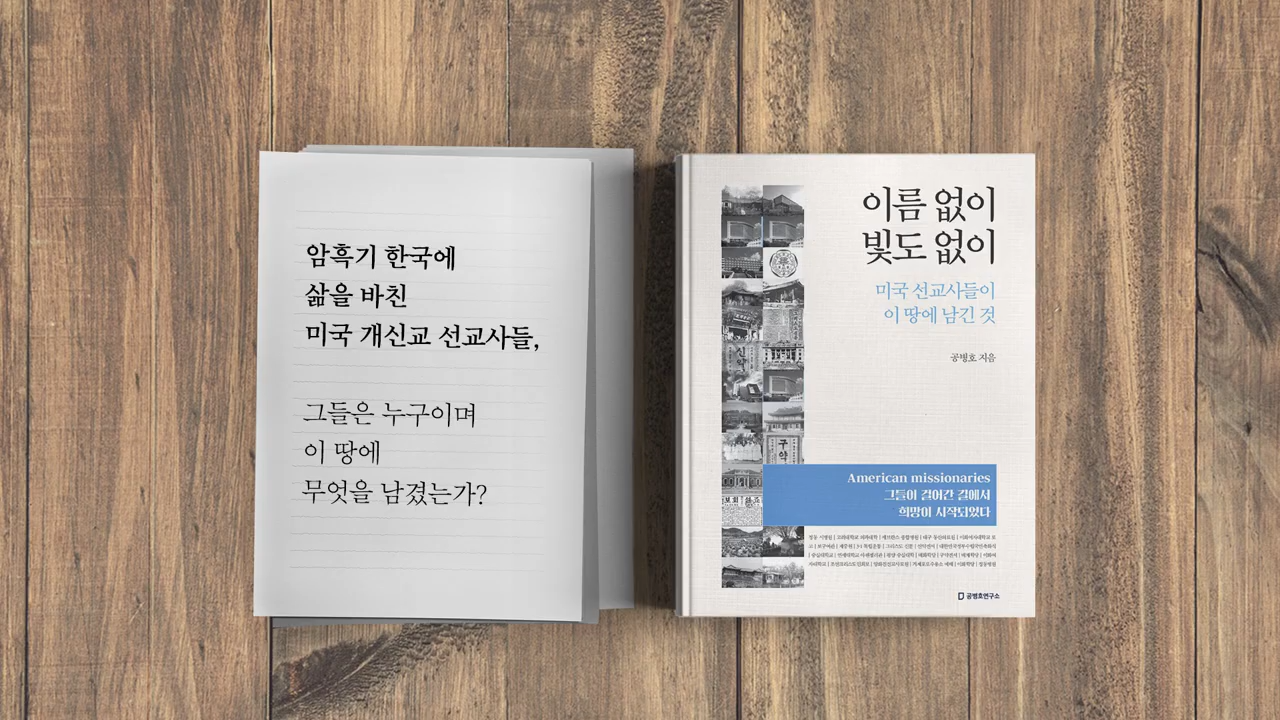 암흑기 한국에
삶을 바친
미국 개신교 선교사들,
그들은 누구이며
이 땅에
무엇을 남겼는가?
이름 없이
빛도 없이
미국 선교사들이
이 땅에 남긴 것
공병호 지음
신약
구약
American missionaries
그들이 걸어간 길에서
희망이 시작되었다
공병호연구소